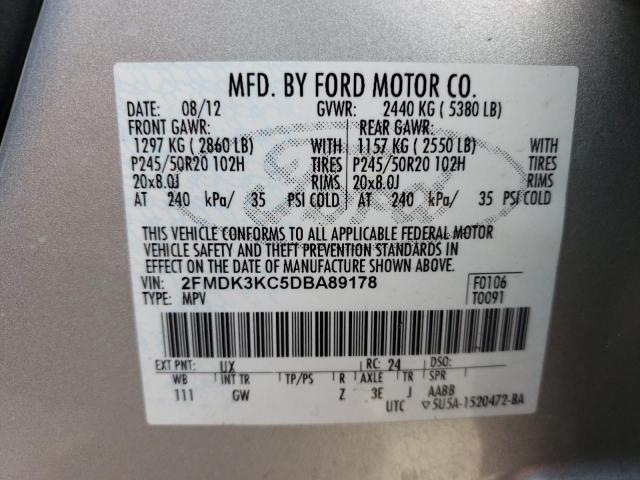 MFD. BY FORD MOTOR CO.
DATE: 08/12 GVWR: 2440 KG ( 5380 LB)
FRONT GAWR: REAR GAWR:
1297 KG ( 2860 LB) WITH 1157 KG ( 2550 LB) WITH
P245/50R20 102H TIRES P245/50R20 102H TIRES
20x8.0J RIMS 20x8.0J RIMS
AT 240 kPa/ 35 PSI COLD AT 240 kPa/ 35 PSI COLD
Ford
THIS VEHICLE CONFORMS TO ALL APPLICABLE FEDERAL MOTOR
VEHICLE SAFETY AND THEFT PREVENTION STANDARDS IN
EFFECT ON THE DATE OF MANUFACTURE SHOWN ABOVE.
VIN: 2FMDK3KC5DBA89178 F0106
TYPE: MPV T0091
EXT PNT: UX RC: 24 DSO:
WB INT TR TP/PS R AXLE TR SPR
111 GW Z 3E J AABB
UTC ▽5U5A-1520472-BA